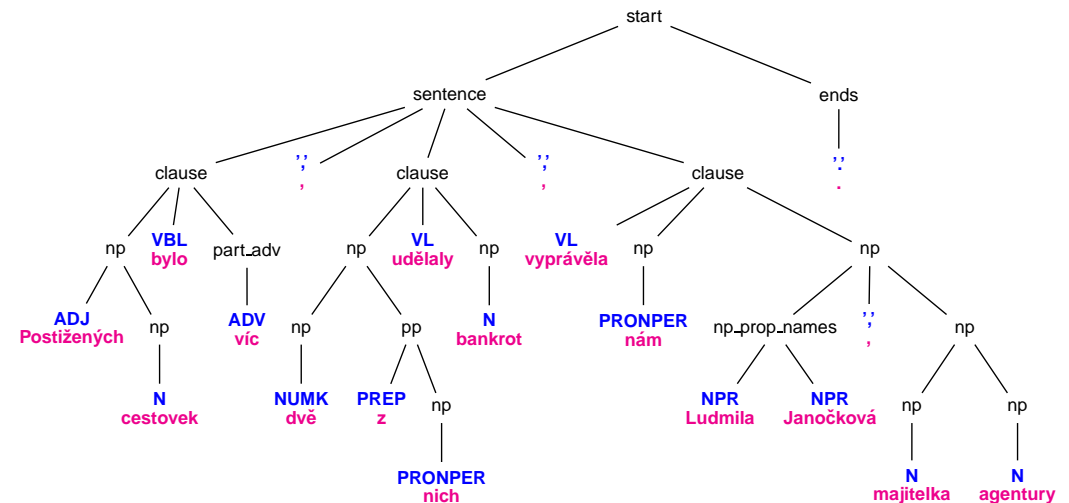 start
sentence ends
clause ’,’ clause ’,’ clause ’.’
, , .
np VBL part_adv np VL np VL np np
bylo udělaly vyprávěla
ADJ np ADV np pp N PRONPER np_prop_names ’,’ np
Postižených víc bankrot nám ,
N NUMK PREP np NPR NPR np np
cestovek dvě z Ludmila Janočková
PRONPER N N
nich majitelka agentury